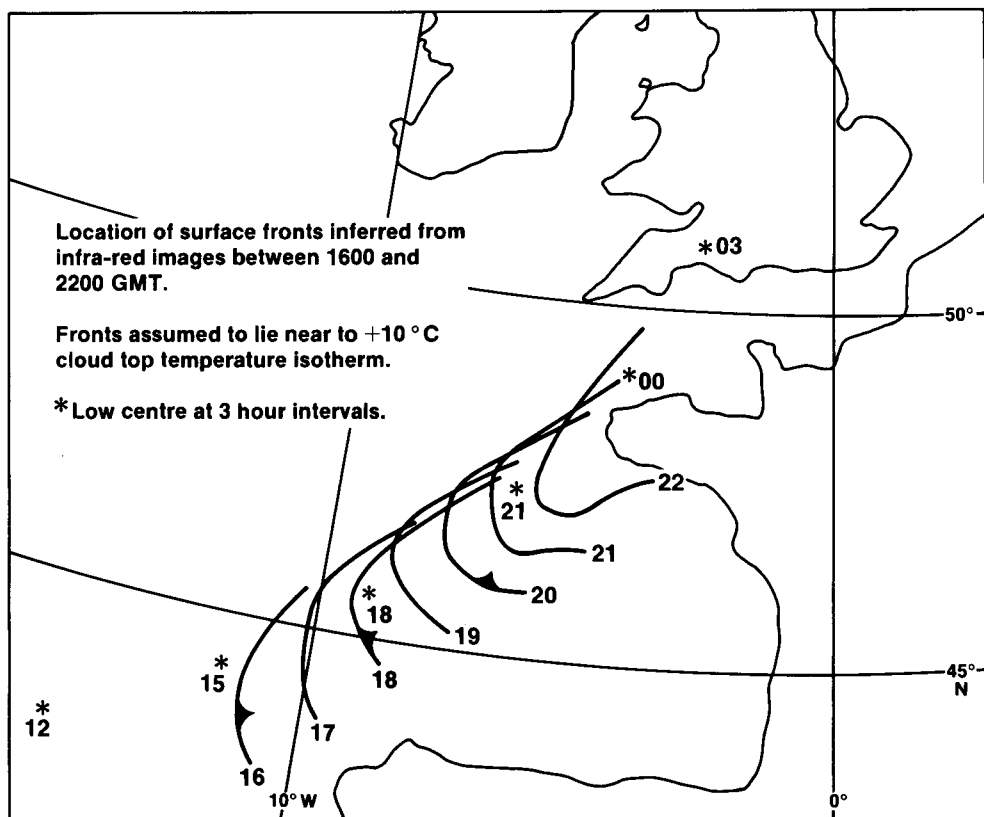 Location of surface fronts inferred from
infra-red images between 1600 and
2200 GMT.
Fronts assumed to lie near to +10 °C
cloud top temperature isotherm.
*Low centre at 3 hour intervals.
*03
50°
*00
22
*
21
21
20
*
18
19
18
*
15
45°
N
*
12
17
16
10° W
0°